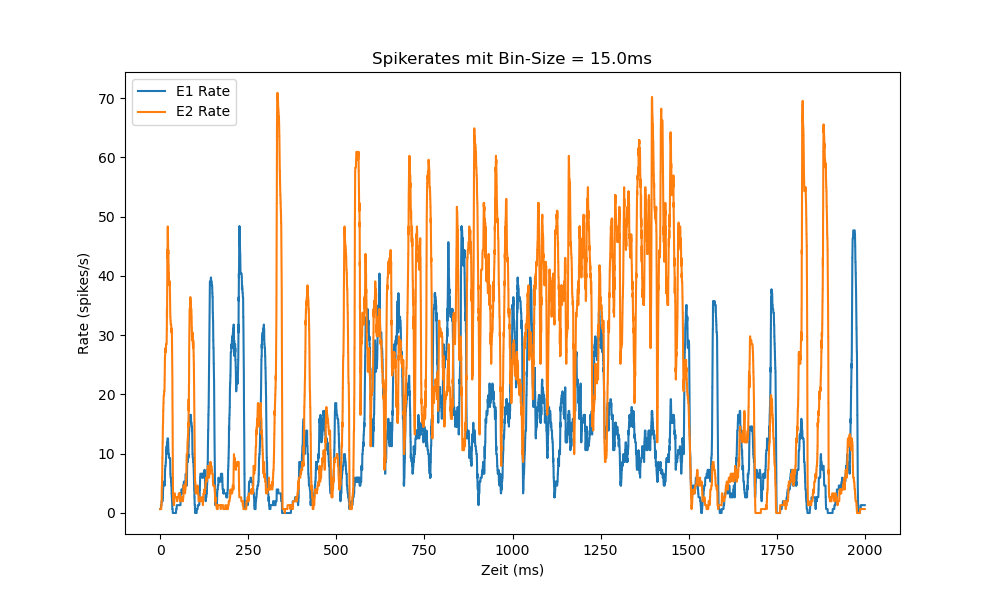 Spikerates mit Bin-Size = 15.0ms
E1 Rate
E2 Rate
Rate (spikes/s)
70
60
50
40
30
20
10
0
0 250 500 750 1000 1250 1500 1750 2000
Zeit (ms)